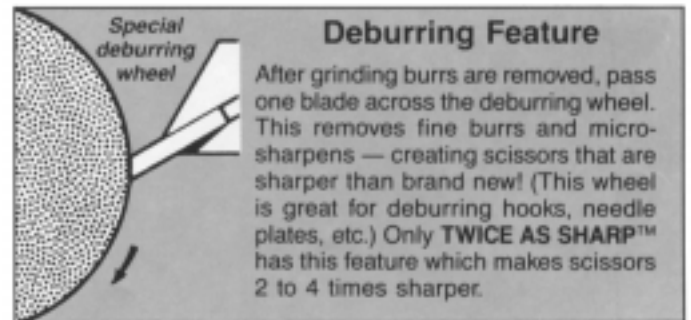 Special
deburring
wheel
Deburring Feature
After grinding burrs are removed, pass
one blade across the deburring wheel.
This removes fine burrs and micro-
sharpens — creating scissors that are
sharper than brand new! (This wheel
is great for deburring hooks, needle
plates, etc.) Only TWICE AS SHARP™
has this feature which makes scissors
2 to 4 times sharper.